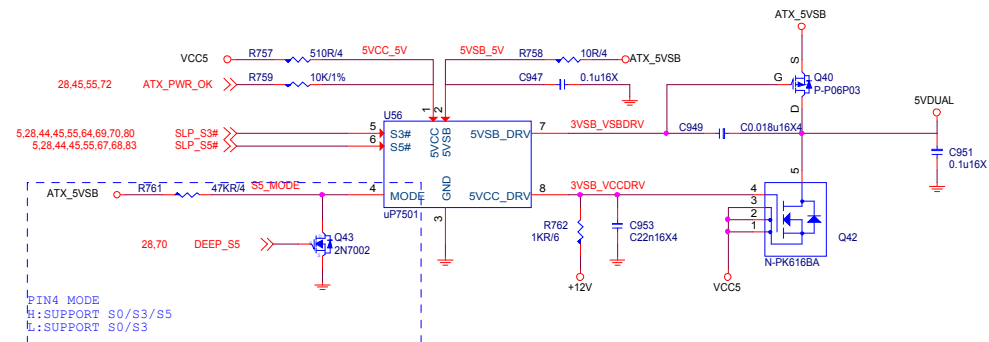 ATX_5VSB
VCC5 R757 510R/4 5VCC_5V 5VSB_5V R758 10R/4 ATX_5VSB
S
28,45,55,72 ATX_PWR_OK R759 10K/1% C947 0.1u16X G Q40
P-P06P03
D
5VDUAL
U56 1 2
5,28,44,45,55,64,69,70,80 SLP_S3# 5 S3# 5VCC 5VSB 5VSB_DRV 7 3VSB_VSBDRV C949 C0.018u16X4
5,28,44,45,55,67,68,83 SLP_S5# 6 S5#
C951
0.1u16X
5
ATX_5VSB R761 47KR/4 S5_MODE 4 MODE GND 5VCC_DRV 8 3VSB_VCCDRV 4
uP7501 3
3
2
1
R762
1KR/6
C953
C22n16X4
Q42
28,70 DEEP_S5 Q43
2N7002
N-PK616BA
+12V VCC5
PIN4 MODE
H:SUPPORT S0/S3/S5
L:SUPPORT S0/S3